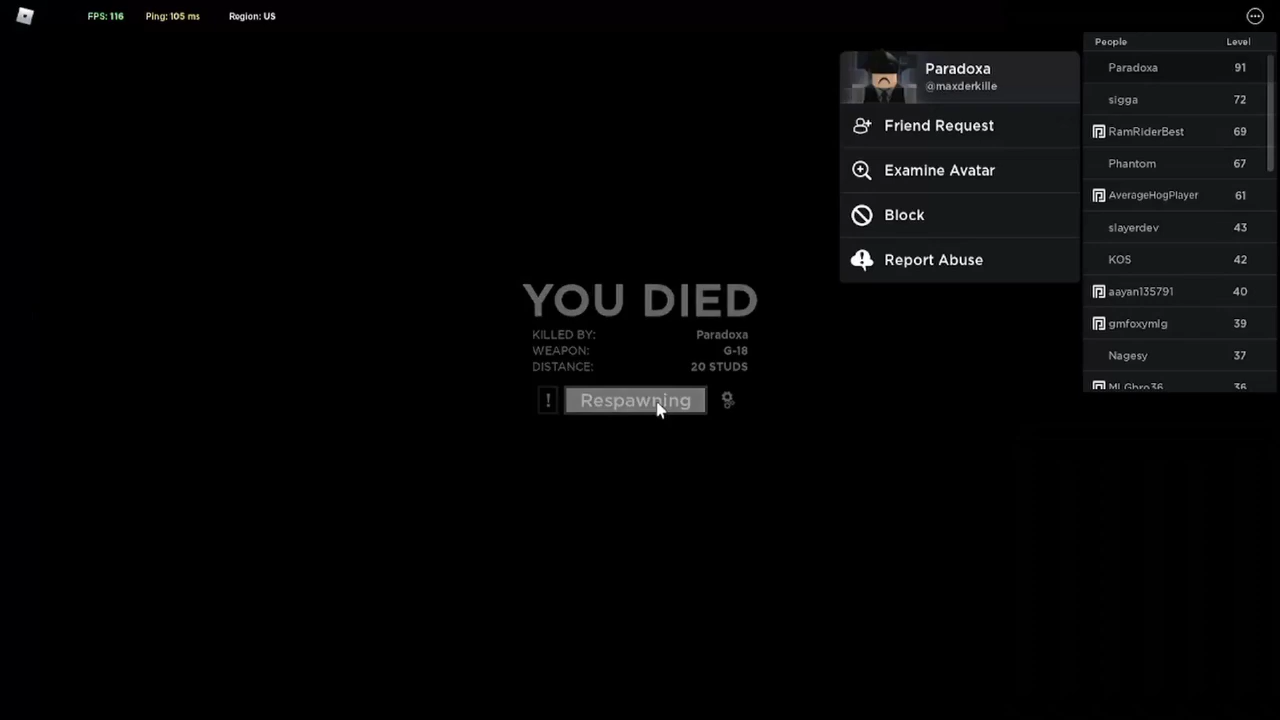 FPS: 116 Ping: 105 ms Region: US
People Level
Paradoxa 91
sigga 72
RamRiderBest 69
Phantom 67
AverageHogPlayer 61
slayerdev 43
KOS 42
aayan135791 40
gmfoxymlg 39
Nagesy 37
MLGbro36 36
Paradoxa
@maxderkille
Friend Request
Examine Avatar
Block
Report Abuse
YOU DIED
KILLED BY: Paradoxa
WEAPON: G-18
DISTANCE: 20 STUDS
! Respawning